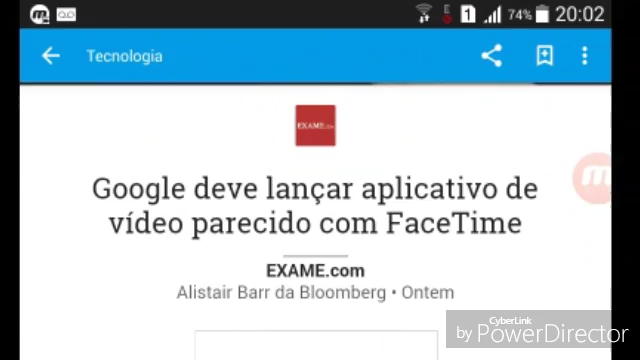 1 74% 20:02
Tecnologia
EXAME.com
Google deve lançar aplicativo de
vídeo parecido com FaceTime
EXAME.com
Alistair Barr da Bloomberg • Ontem
CyberLink
by PowerDirector